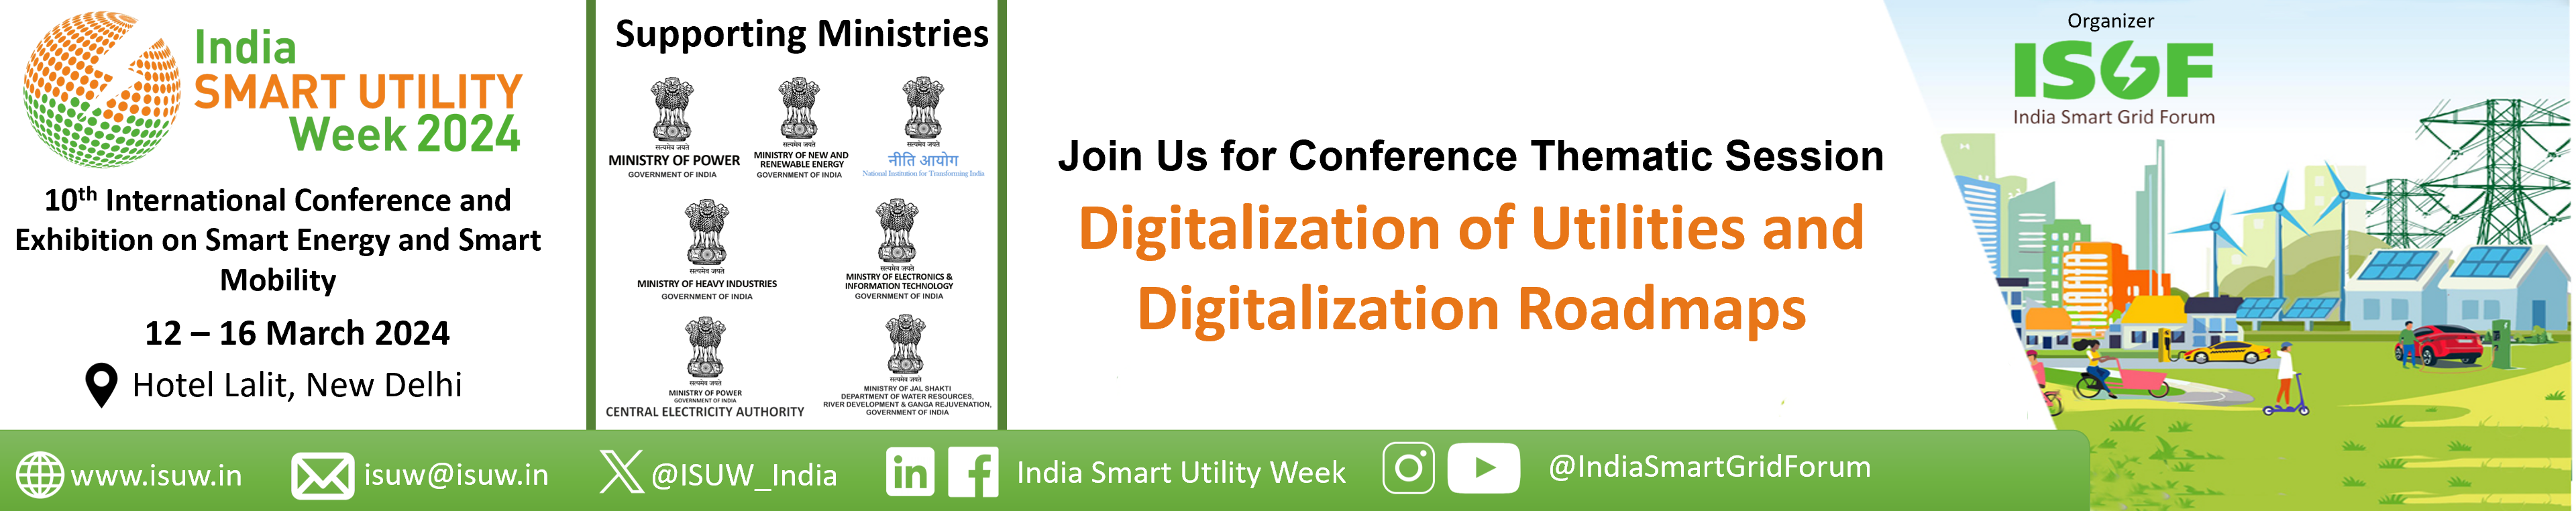 India
SMART UTILITY
Week 2024
10th International Conference and
Exhibition on Smart Energy and Smart
Mobility
12 – 16 March 2024
Hotel Lalit, New Delhi
Supporting Ministries
सत्यमेव जयते
MINISTRY OF POWER
GOVERNMENT OF INDIA
सत्यमेव जयते
MINISTRY OF NEW AND
RENEWABLE ENERGY
GOVERNMENT OF INDIA
सत्यमेव जयते
नीति आयोग
National Institution for Transforming India
सत्यमेव जयते
MINISTRY OF HEAVY INDUSTRIES
GOVERNMENT OF INDIA
सत्यमेव जयते
MINSTRY OF ELECTRONICS &
INFORMATION TECHNOLOGY
GOVERNMENT OF INDIA
सत्यमेव जयते
MINISTRY OF POWER
GOVERNMENT OF INDIA
CENTRAL ELECTRICITY AUTHORITY
सत्यमेव जयते
MINISTRY OF JAL SHAKTI
DEPARTMENT OF WATER RESOURCES,
RIVER DEVELOPMENT & GANGA REJUVENATION,
GOVERNMENT OF INDIA
Join Us for Conference Thematic Session
Digitalization of Utilities and
Digitalization Roadmaps
Organizer
ISGF
India Smart Grid Forum
www.isuw.in
isuw@isuw.in
@ISUW_India
in
f
India Smart Utility Week
@IndiaSmartGridForum